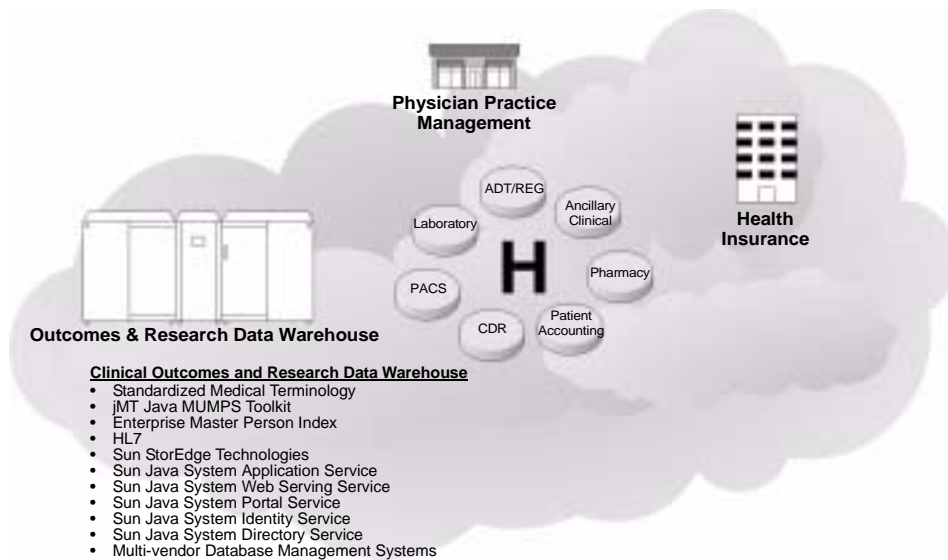 Physician Practice
Management
Health
Insurance
ADT/REG
Ancillary
Clinical
Laboratory
H
Pharmacy
PACS
CDR
Patient
Accounting
Outcomes & Research Data Warehouse
Clinical Outcomes and Research Data Warehouse
• Standardized Medical Terminology
• jMT Java MUMPS Toolkit
• Enterprise Master Person Index
• HL7
• Sun StorEdge Technologies
• Sun Java System Application Service
• Sun Java System Web Serving Service
• Sun Java System Portal Service
• Sun Java System Identity Service
• Sun Java System Directory Service
• Multi-vendor Database Management Systems